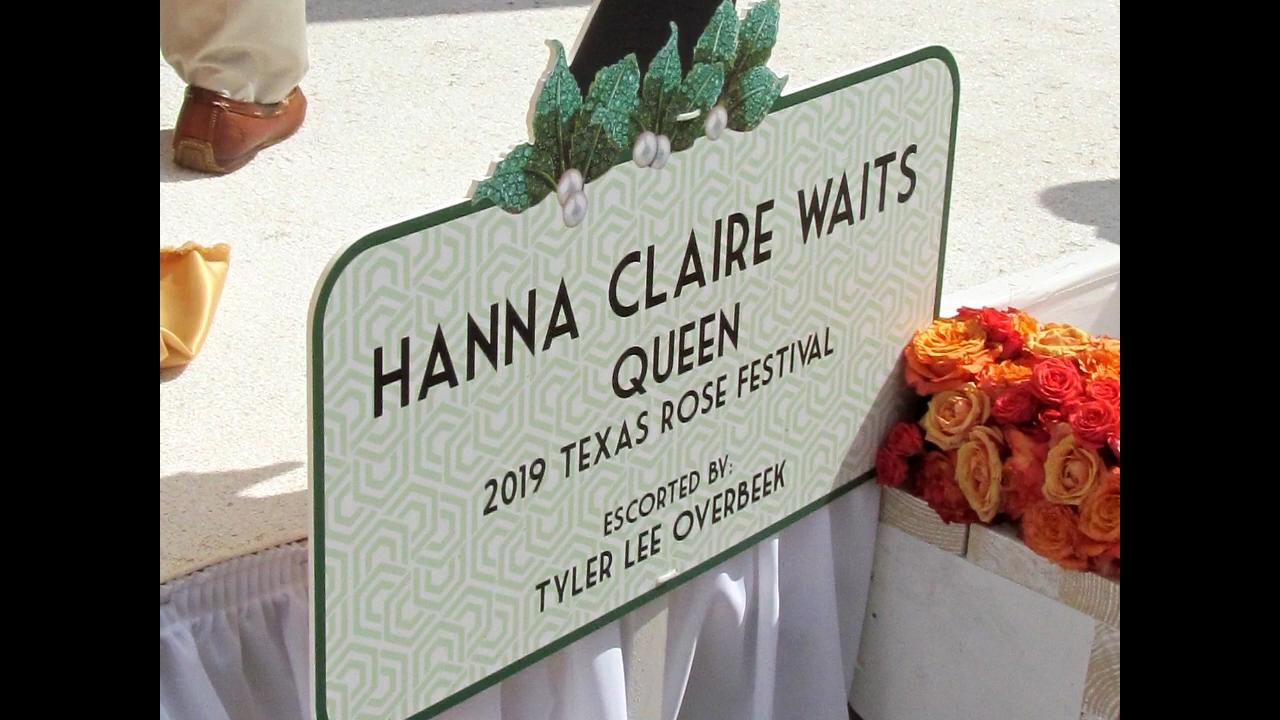 HANNA CLAIRE WAITS
QUEEN
2019 TEXAS ROSE FESTIVAL
ESCORTED BY:
TYLER LEE OVERBEEK